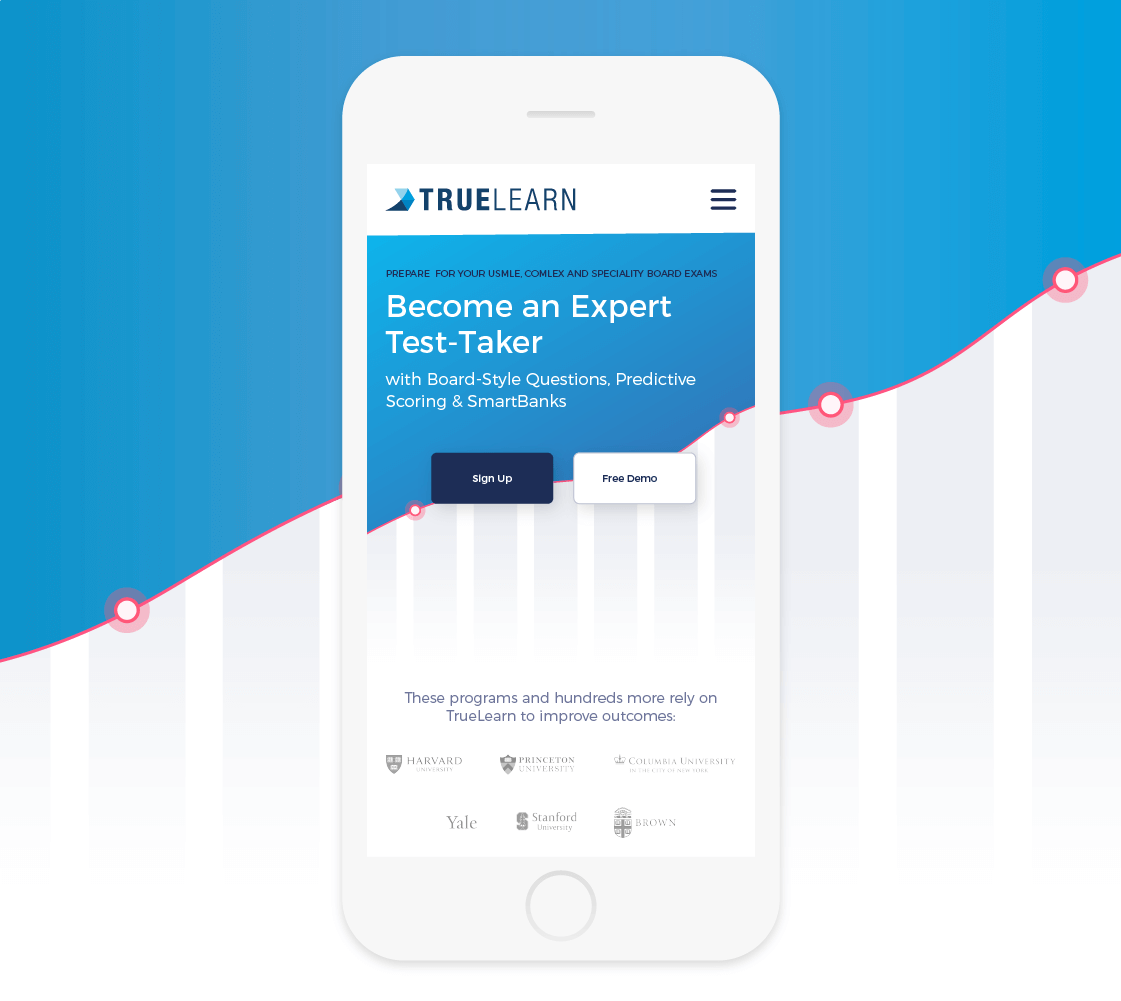 TRUELEARN
PREPARE FOR YOUR USMLE, COMLEX AND SPECIALITY BOARD EXAMS
Become an Expert
Test-Taker
with Board-Style Questions, Predictive
Scoring & SmartBanks
Sign Up
Free Demo
These programs and hundreds more rely on
TrueLearn to improve outcomes:
HARVARD
UNIVERSITY
PRINCETON
UNIVERSITY
COLUMBIA UNIVERSITY
IN THE CITY OF NEW YORK
Yale
Stanford
University
BROWN